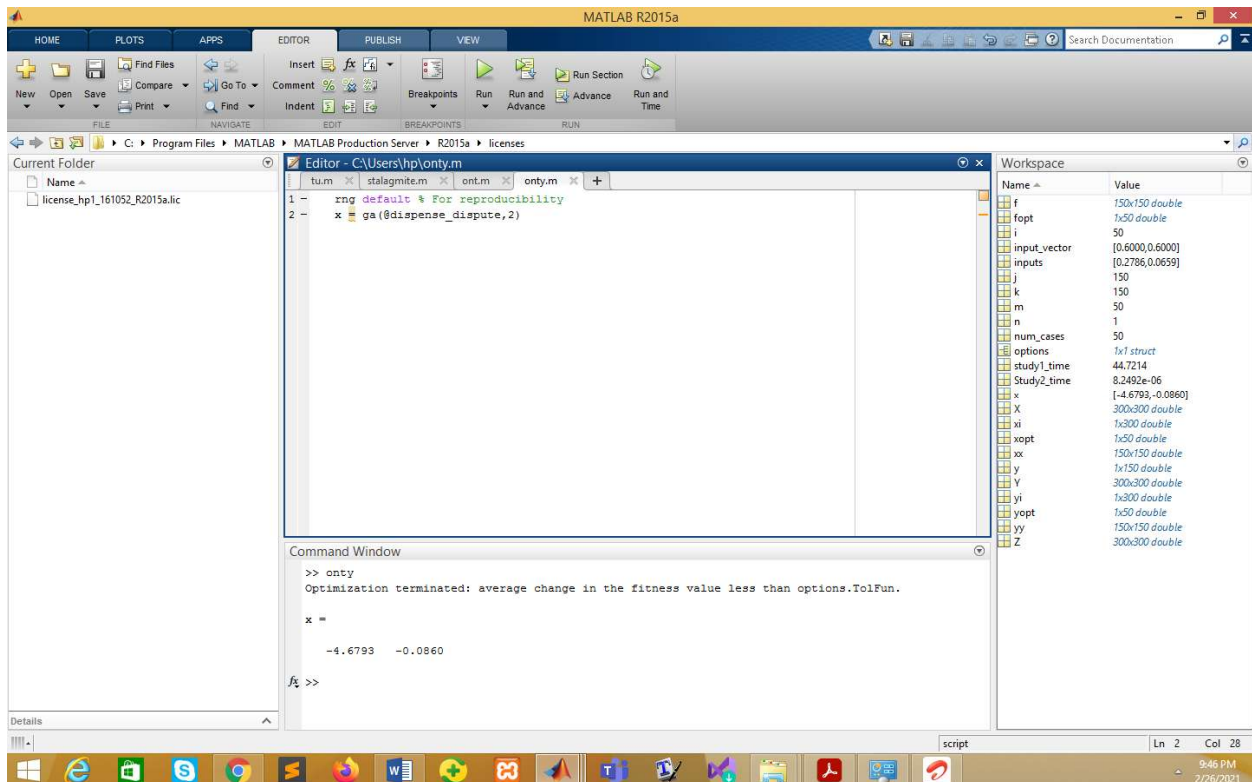 MATLAB R2015a
HOME PLOTS APPS EDITOR PUBLISH VIEW Search Documentation
New Open Save Find Files Compare Print Go To Find Insert fx Comment % Indent Breakpoints Run Run and Advance Run Section Advance Run and Time
FILE NAVIGATE EDIT BREAKPOINTS RUN
C: Program Files MATLAB MATLAB Production Server R2015a licenses
Current Folder
Name
license_hp1_161052_R2015a.lic
Details
Editor - C:\Users\hp\onty.m
tu.m stalagmite.m ont.m onty.m +
1 - rng default % For reproducibility
2 - x = ga(@dispense_dispute,2)
Command Window
>> onty
Optimization terminated: average change in the fitness value less than options.TolFun.
x =
-4.6793 -0.0860
fx >>
Workspace
Name Value
f 150x150 double
fopt 1x50 double
i 50
input_vector [0.6000,0.6000]
inputs [0.2786,0.0659]
j 150
k 150
m 50
n 1
num_cases 50
options 1x1 struct
study1_time 44.7214
Study2_time 8.2492e-06
x [-4.6793,-0.0860]
X 300x300 double
xi 1x300 double
xopt 1x50 double
xx 150x150 double
y 1x150 double
Y 300x300 double
yi 1x300 double
yopt 1x50 double
yy 150x150 double
Z 300x300 double
script Ln 2 Col 28
9:46 PM
2/26/2021